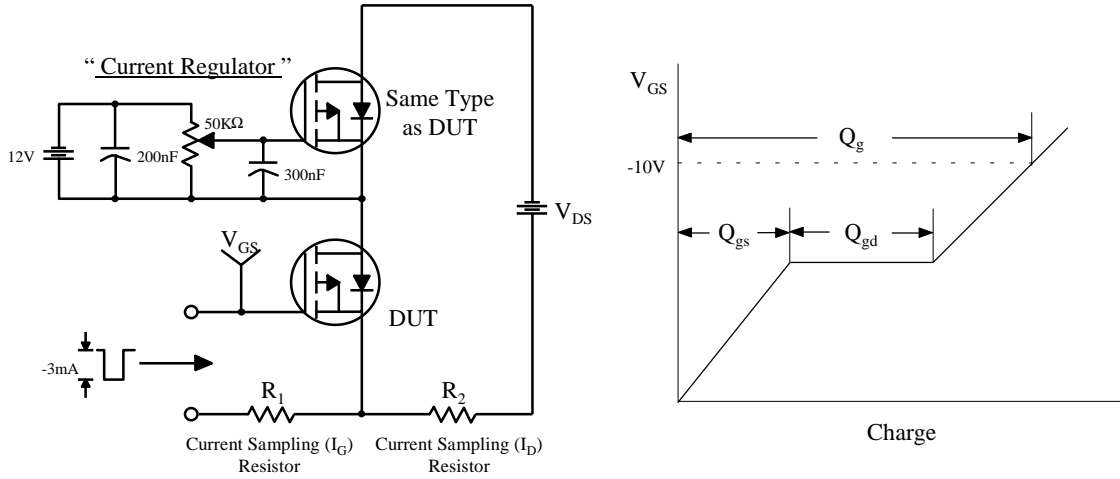 “ Current Regulator ”
12V
200nF
50KΩ
300nF
Same Type
as DUT
V_DS
V_GS
DUT
-3mA
R_1
R_2
Current Sampling (I_G)
Resistor
Current Sampling (I_D)
Resistor
V_GS
-10V
Q_g
Q_gs
Q_gd
Charge